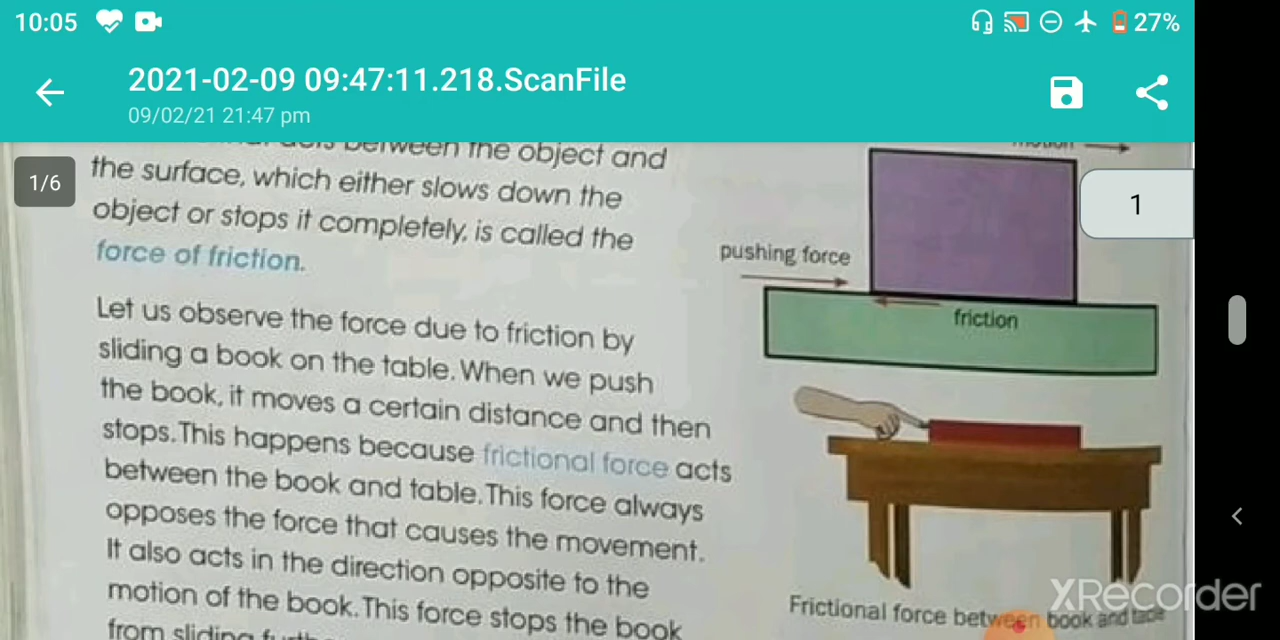 10:05
27%
2021-02-09 09:47:11.218.ScanFile
09/02/21 21:47 pm
1/6
1
acts between the object and
the surface, which either slows down the
object or stops it completely, is called the
force of friction.
Let us observe the force due to friction by
sliding a book on the table. When we push
the book, it moves a certain distance and then
stops. This happens because frictional force acts
between the book and table. This force always
opposes the force that causes the movement.
It also acts in the direction opposite to the
motion of the book. This force stops the book
from sliding
motion
pushing force
friction
Frictional force between book and table
XRecorder